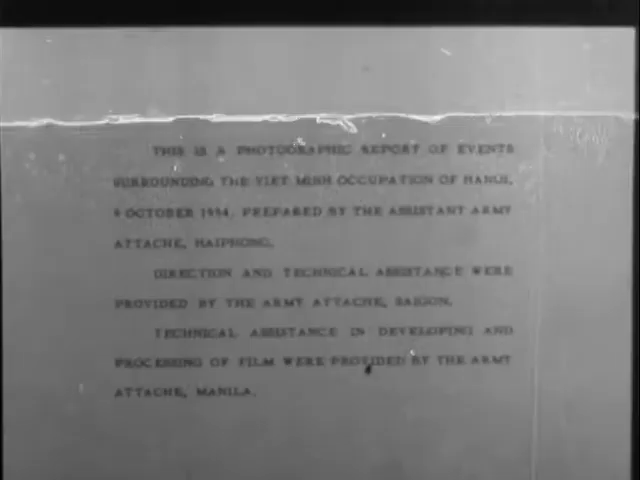 THIS IS A PHOTOGRAPHIC REPORT OF EVENTS
SURROUNDING THE VIET MINH OCCUPATION OF HANOI,
9 OCTOBER 1954. PREPARED BY THE ASSISTANT ARMY
ATTACHE, HAIPHONG.
DIRECTION AND TECHNICAL ASSISTANCE WERE
PROVIDED BY THE ARMY ATTACHE, SAIGON.
TECHNICAL ASSISTANCE IN DEVELOPING AND
PROCESSING OF FILM WERE PROVIDED BY THE ARMY
ATTACHE, MANILA.